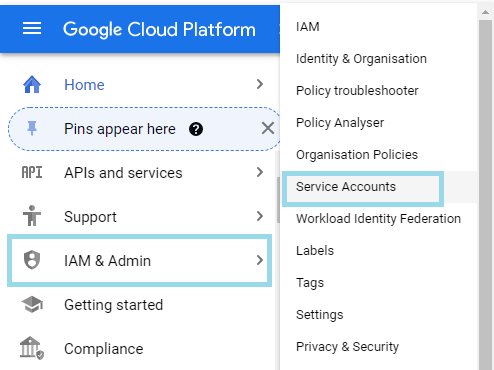 Google Cloud Platform
Home
Pins appear here ?
API APIs and services
Support
IAM & Admin
Getting started
Compliance
IAM
Identity & Organisation
Policy troubleshooter
Policy Analyser
Organisation Policies
Service Accounts
Workload Identity Federation
Labels
Tags
Settings
Privacy & Security